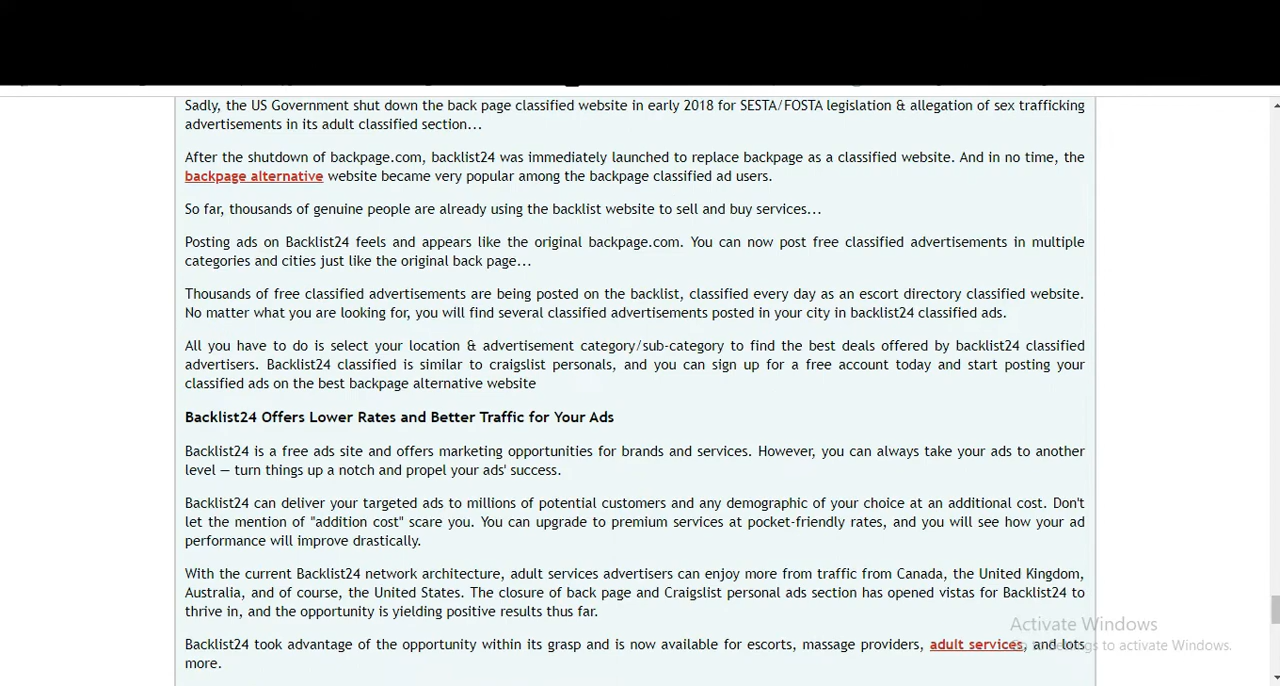 Sadly, the US Government shut down the back page classified website in early 2018 for SESTA/FOSTA legislation & allegation of sex trafficking
advertisements in its adult classified section...
After the shutdown of backpage.com, backlist24 was immediately launched to replace backpage as a classified website. And in no time, the
backpage alternative website became very popular among the backpage classified ad users.
So far, thousands of genuine people are already using the backlist website to sell and buy services...
Posting ads on Backlist24 feels and appears like the original backpage.com. You can now post free classified advertisements in multiple
categories and cities just like the original back page...
Thousands of free classified advertisements are being posted on the backlist, classified every day as an escort directory classified website.
No matter what you are looking for, you will find several classified advertisements posted in your city in backlist24 classified ads.
All you have to do is select your location & advertisement category/sub-category to find the best deals offered by backlist24 classified
advertisers. Backlist24 classified is similar to craigslist personals, and you can sign up for a free account today and start posting your
classified ads on the best backpage alternative website
Backlist24 Offers Lower Rates and Better Traffic for Your Ads
Backlist24 is a free ads site and offers marketing opportunities for brands and services. However, you can always take your ads to another
level — turn things up a notch and propel your ads' success.
Backlist24 can deliver your targeted ads to millions of potential customers and any demographic of your choice at an additional cost. Don't
let the mention of "addition cost" scare you. You can upgrade to premium services at pocket-friendly rates, and you will see how your ad
performance will improve drastically.
With the current Backlist24 network architecture, adult services advertisers can enjoy more from traffic from Canada, the United Kingdom,
Australia, and of course, the United States. The closure of back page and Craigslist personal ads section has opened vistas for Backlist24 to
thrive in, and the opportunity is yielding positive results thus far.
Activate Windows
Backlist24 took advantage of the opportunity within its grasp and is now available for escorts, massage providers, adult services, and lots
more.
Go to Settings to activate Windows.